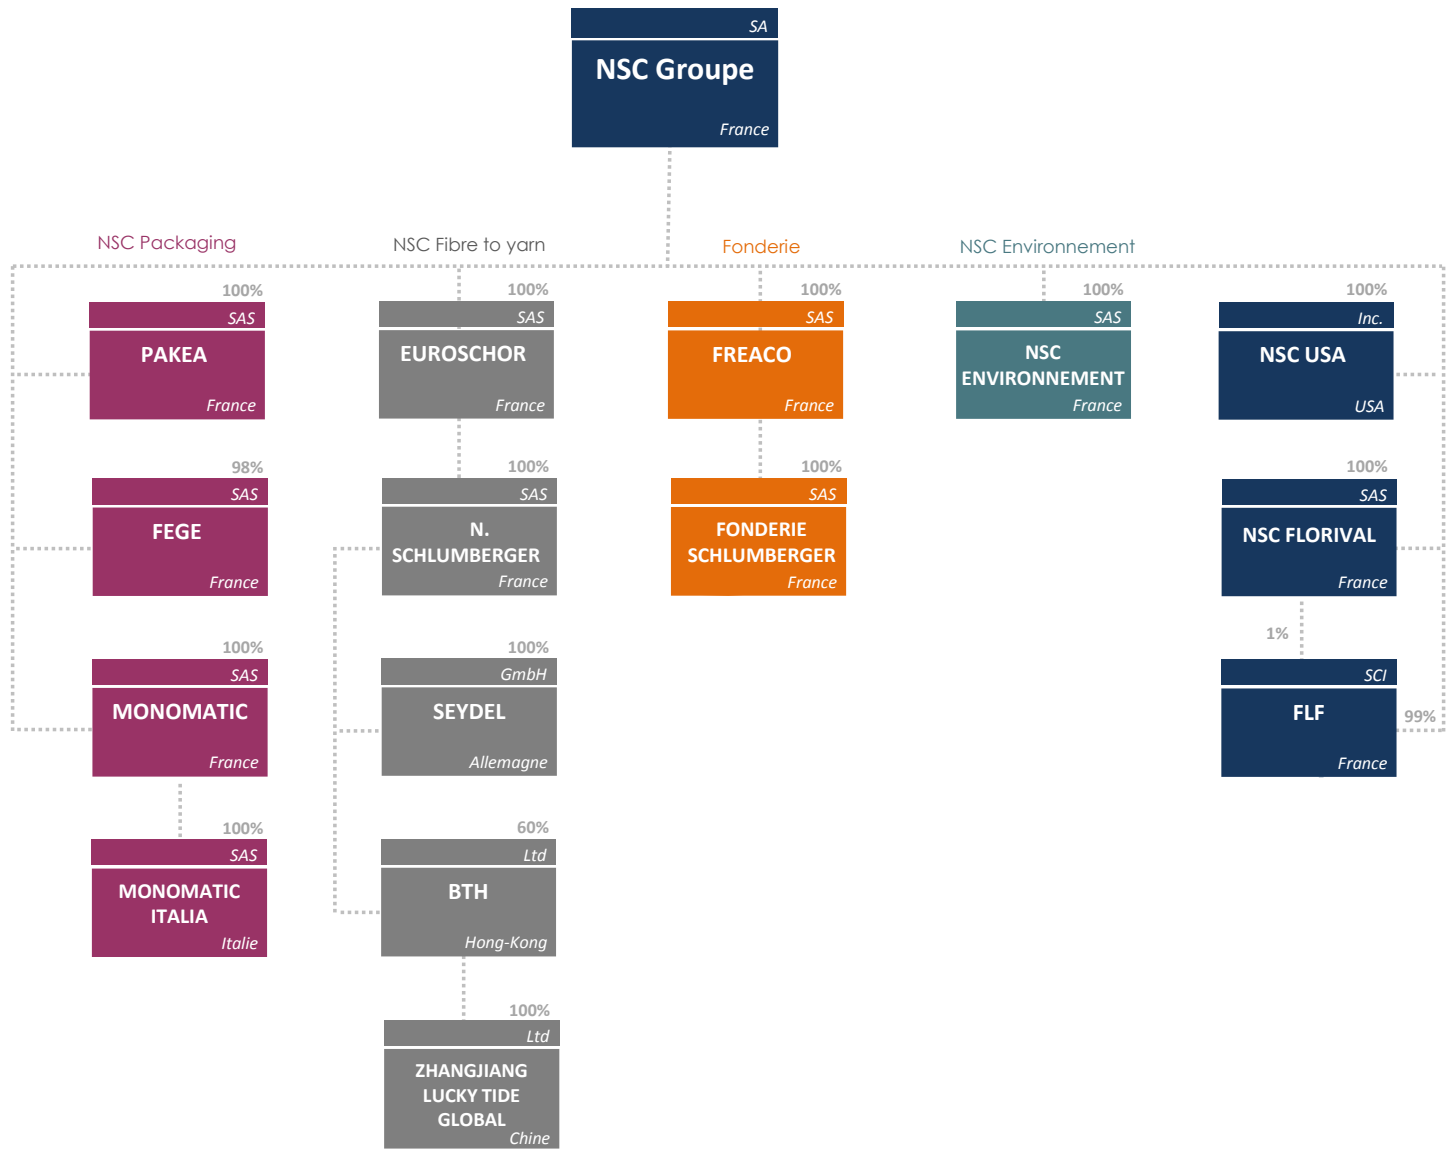 SA
NSC Groupe
France
NSC Packaging
NSC Fibre to yarn
Fonderie
NSC Environnement
100%
SAS
PAKEA
France
98%
SAS
FEGE
France
100%
SAS
MONOMATIC
France
100%
SAS
MONOMATIC
ITALIA
Italie
100%
SAS
EUROSCHOR
France
100%
SAS
N.
SCHLUMBERGER
France
100%
GmbH
SEYDEL
Allemagne
60%
Ltd
BTH
Hong-Kong
100%
Ltd
ZHANGJIANG
LUCKY TIDE
GLOBAL
Chine
100%
SAS
FREACO
France
100%
SAS
FONDERIE
SCHLUMBERGER
France
100%
SAS
NSC
ENVIRONNEMENT
France
100%
Inc.
NSC USA
USA
100%
SAS
NSC FLORIVAL
France
1%
SCI
FLF
99%
France